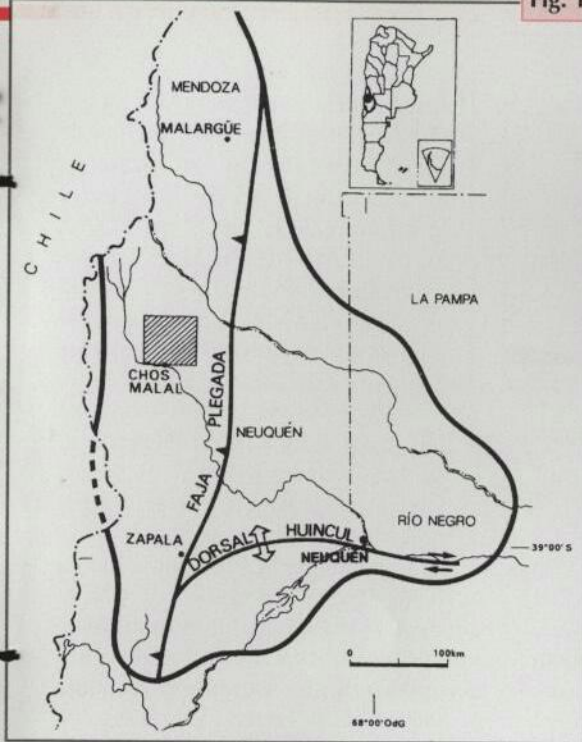 Fig. 1
MENDOZA
MALARGÜE
CHILE
LA PAMPA
CHOS
MALAL
FAJA PLEGADA
NEUQUÉN
RÍO NEGRO
ZAPALA
DORSAL HUINCUL
NEUQUÉN
39°00'S
0 100km
68°00'OdG